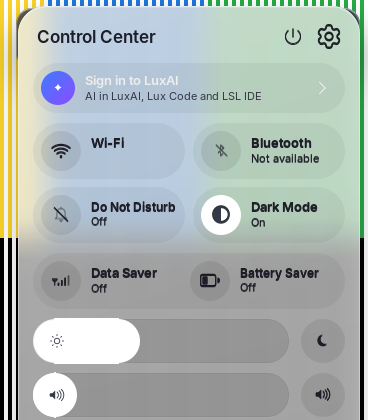 Control Center
Sign in to LuxAI
AI in LuxAI, Lux Code and LSL IDE
Wi-Fi
Bluetooth
Not available
Do Not Disturb
Off
Dark Mode
On
Data Saver
Off
Battery Saver
Off